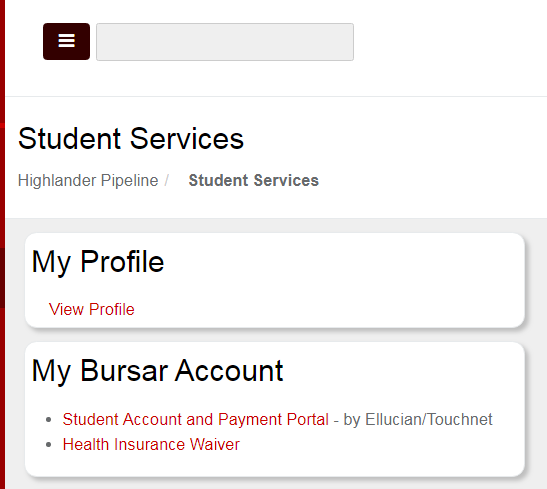 Student Services
Highlander Pipeline / Student Services
My Profile
View Profile
My Bursar Account
Student Account and Payment Portal - by Ellucian/Touchnet
Health Insurance Waiver